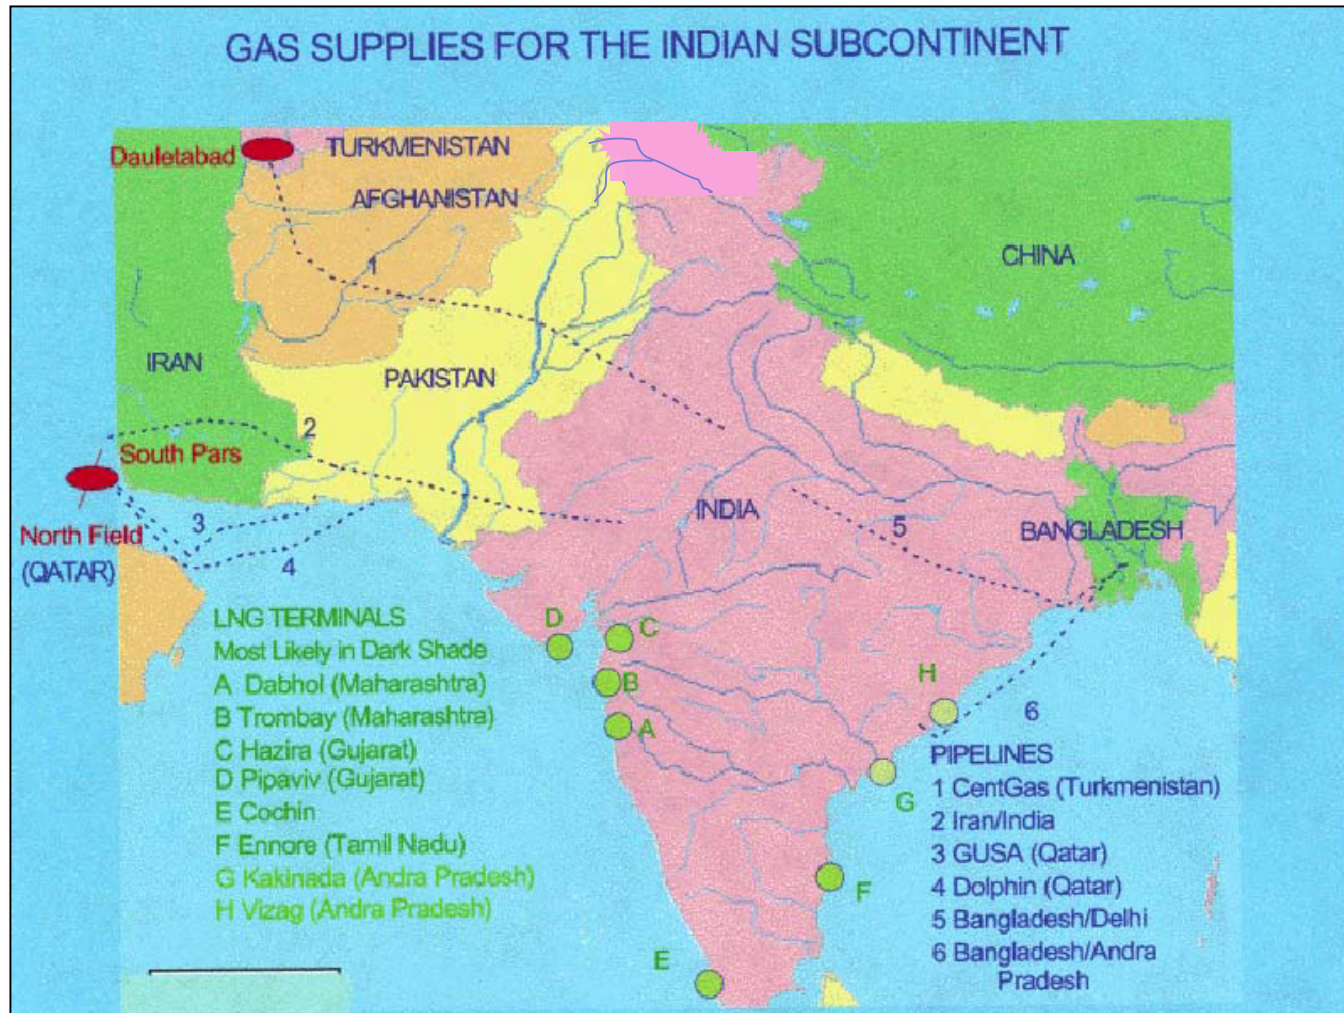 GAS SUPPLIES FOR THE INDIAN SUBCONTINENT
Dauletabad
TURKMENISTAN
AFGHANISTAN
1
CHINA
IRAN
PAKISTAN
2
South Pars
INDIA
5
BANGLADESH
3
North Field
(QATAR)
4
LNG TERMINALS
Most Likely in Dark Shade
A Dabhol (Maharashtra)
B Trombay (Maharashtra)
C Hazira (Gujarat)
D Pipaviv (Gujarat)
E Cochin
F Ennore (Tamil Nadu)
G Kakinada (Andra Pradesh)
H Vizag (Andra Pradesh)
D
C
B
A
H
G
F
E
6
PIPELINES
1 CentGas (Turkmenistan)
2 Iran/India
3 GUSA (Qatar)
4 Dolphin (Qatar)
5 Bangladesh/Delhi
6 Bangladesh/Andra
Pradesh